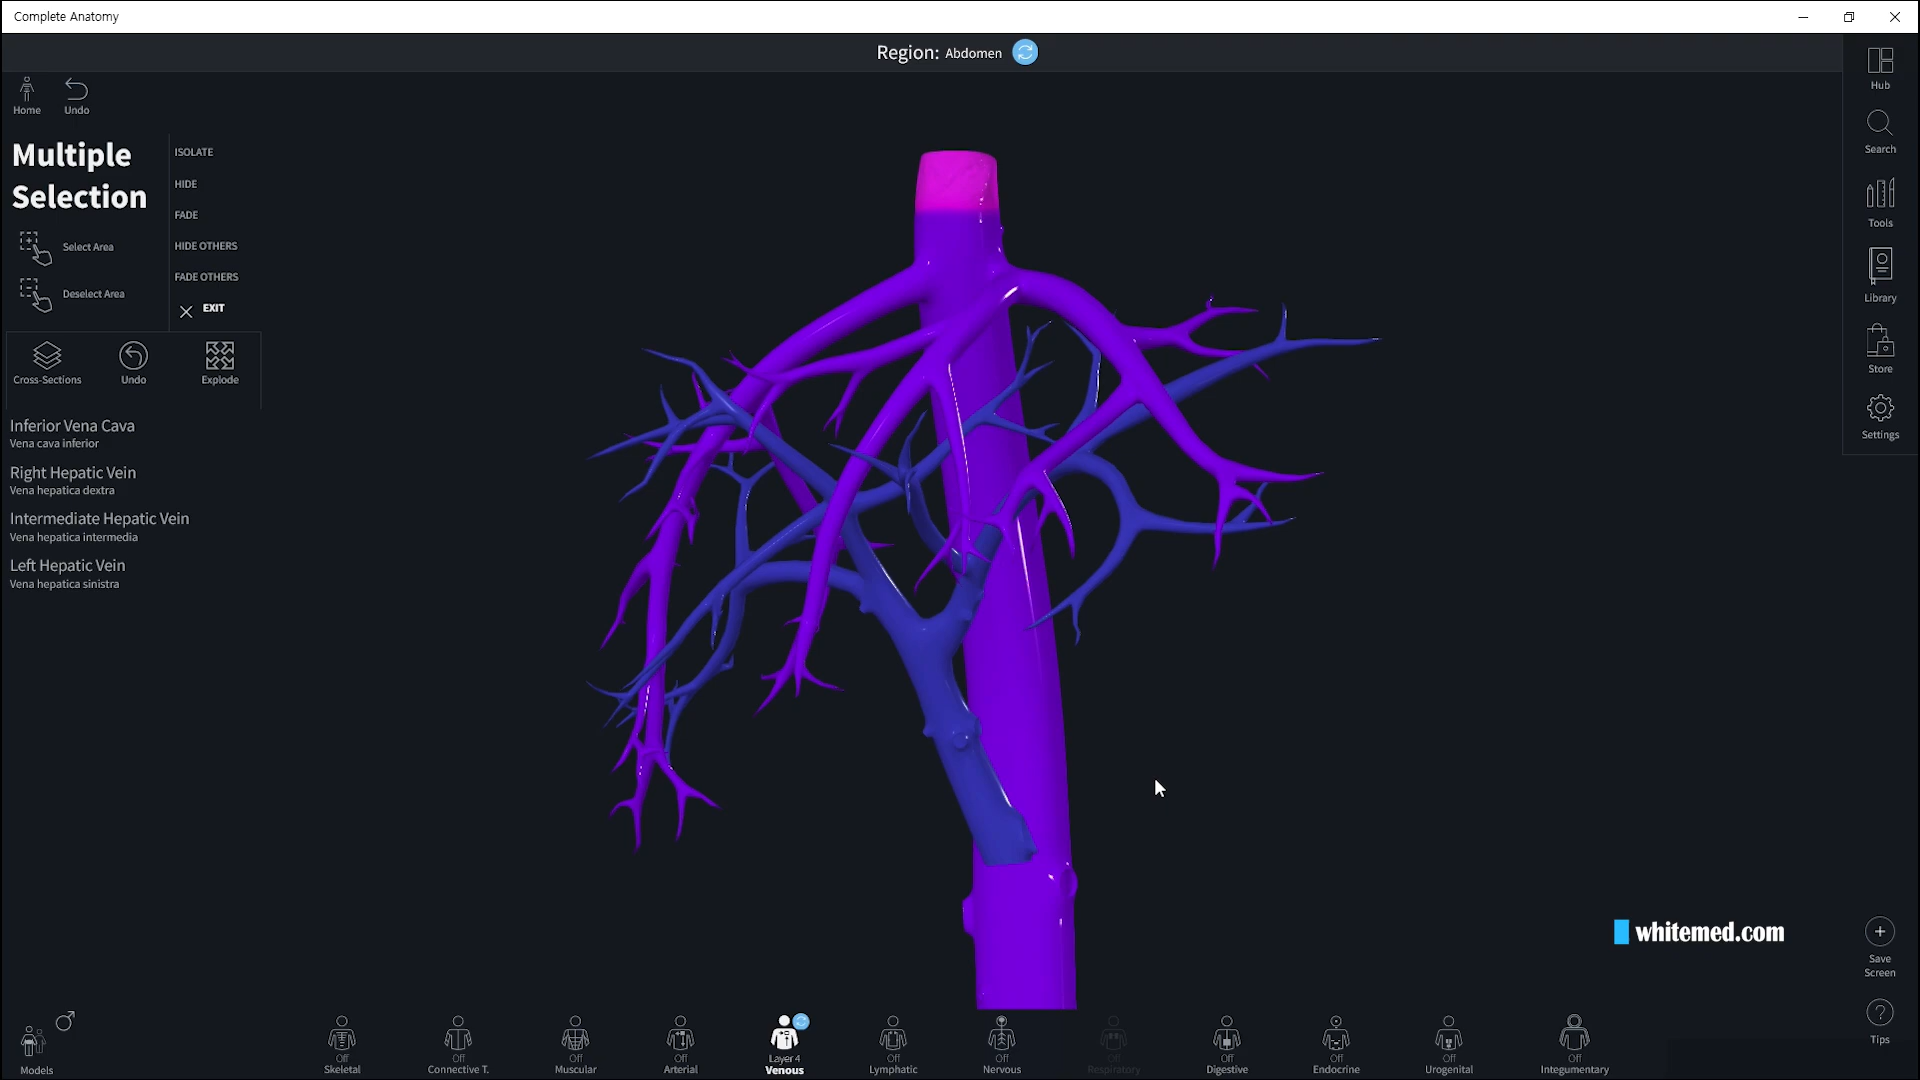 Complete Anatomy
Region: Abdomen
Home
Undo
Multiple
Selection
Select Area
Deselect Area
ISOLATE
HIDE
FADE
HIDE OTHERS
FADE OTHERS
EXIT
Cross-Sections
Undo
Explode
Inferior Vena Cava
Vena cava inferior
Right Hepatic Vein
Vena hepatica dextra
Intermediate Hepatic Vein
Vena hepatica intermedia
Left Hepatic Vein
Vena hepatica sinistra
Hub
Search
Tools
Library
Store
Settings
whitemed.com
Save
Screen
Tips
Models
Off
Skeletal
Off
Connective T.
Off
Muscular
Off
Arterial
Layer 4
Venous
Off
Lymphatic
Off
Nervous
Off
Respiratory
Off
Digestive
Off
Endocrine
Off
Urogenital
Off
Integumentary